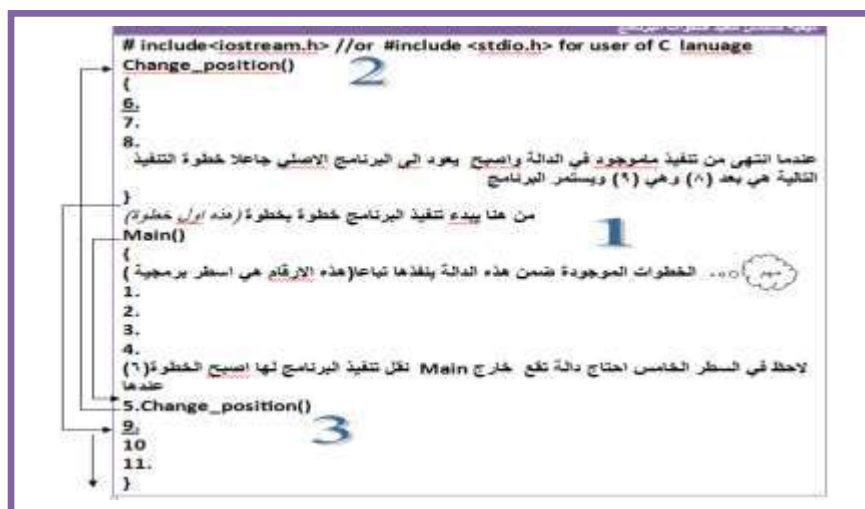 # include<iostream.h> //or #include <stdio.h> for user of C lanuage
Change_position()
2
{
6.
7.
8.
عندما انتهى من تنفيذ ماموجود في الدالة واصبح يعود الى البرنامج الاصلي جاعلا خطوة التنفيذ
التالية هي بعد (٨) وهي (٩) ويستمر البرنامج
}
من هنا يبدء تنفيذ البرنامج خطوة بخطوة (هذه اول خطوة)
1
Main()
{
مهم
الخطوات الموجودة ضمن هذه الدالة ينفذها تباعا(هذه الارقام هي اسطر برمجية )
1.
2.
3.
4.
لاحظ في السطر الخامس احتاج دالة تقع خارج Main نقل تنفيذ البرنامج لها اصبح الخطوة(٦)
عندها
5.Change_position()
3
9.
10
11.
}